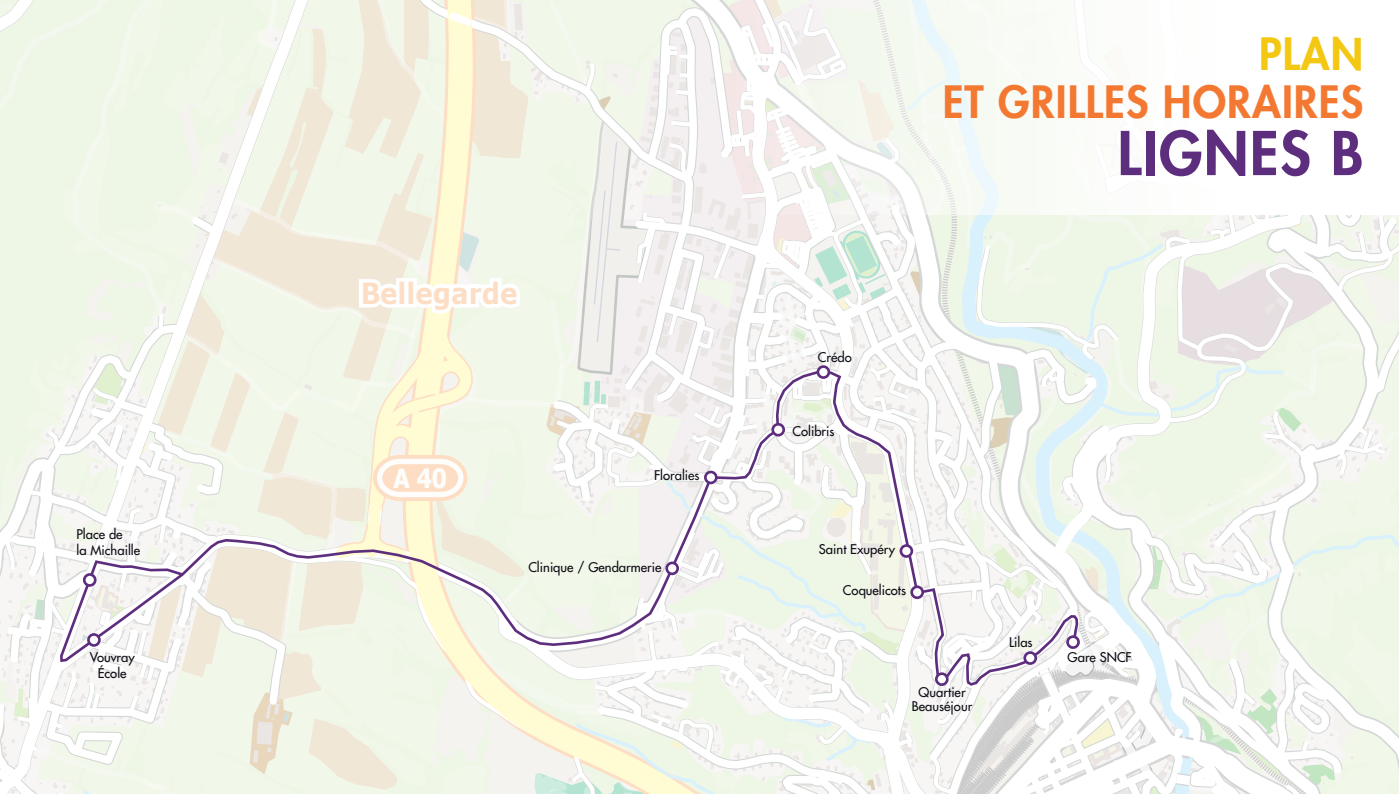 PLAN
ET GRILLES HORAIRES
LIGNES B
Bellegarde
Crédo
Colibris
Floralies
A 40
Place de
la Michaille
Saint Exupéry
Clinique / Gendarmerie
Coquelicots
Lilas
Gare SNCF
Vouvray
École
Quartier
Beauséjour